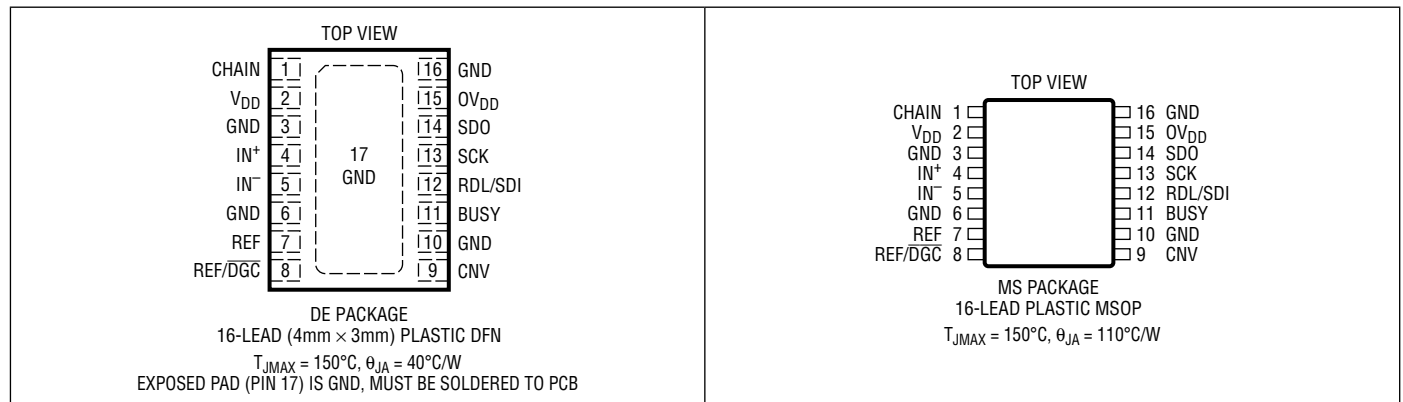 TOP VIEW
CHAIN 1 16 GND
VDD 2 15 OVDD
GND 3 14 SDO
IN+ 4 17 13 SCK
GND
IN– 5 12 RDL/SDI
GND 6 11 BUSY
REF 7 10 GND
REF/DGC 8 9 CNV
DE PACKAGE
16-LEAD (4mm × 3mm) PLASTIC DFN
TJMAX = 150°C, θJA = 40°C/W
EXPOSED PAD (PIN 17) IS GND, MUST BE SOLDERED TO PCB
TOP VIEW
CHAIN 1 16 GND
VDD 2 15 OVDD
GND 3 14 SDO
IN+ 4 13 SCK
IN– 5 12 RDL/SDI
GND 6 11 BUSY
REF 7 10 GND
REF/DGC 8 9 CNV
MS PACKAGE
16-LEAD PLASTIC MSOP
TJMAX = 150°C, θJA = 110°C/W